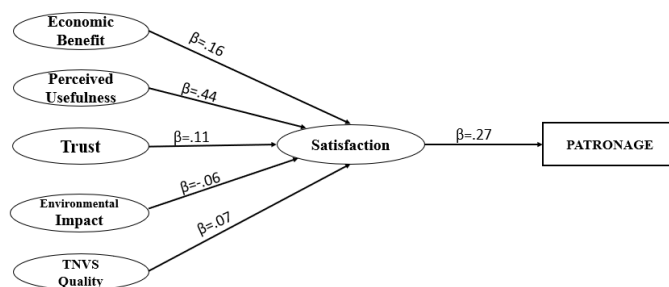 Economic
Benefit
β=.16
Perceived
Usefulness
β=.44
Trust
β=.11
Satisfaction
β=.27
PATRONAGE
Environmental
Impact
β=-.06
TNVS
Quality
β=.07